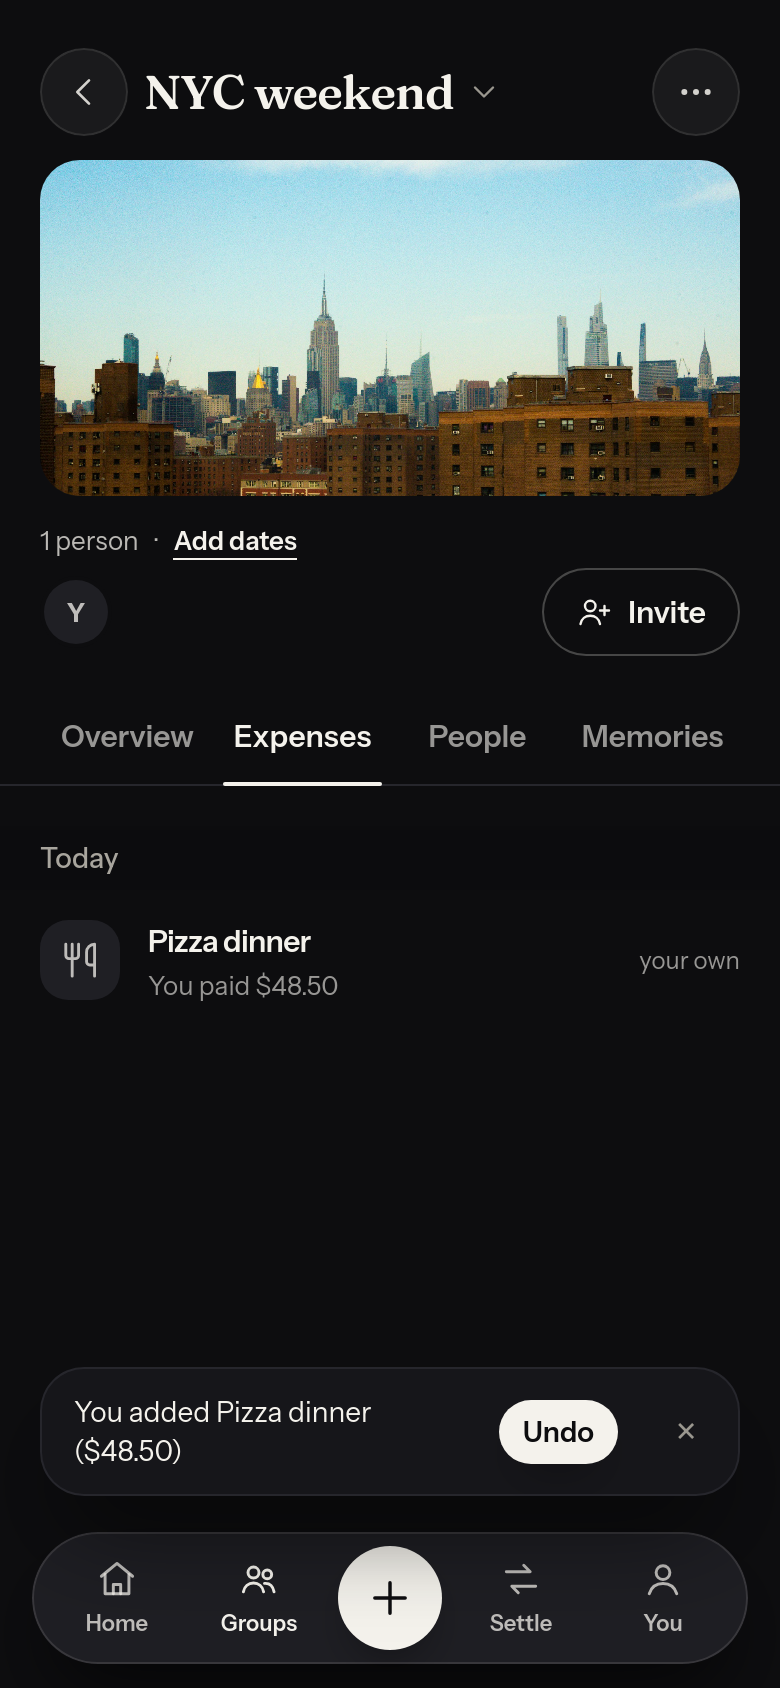 NYC weekend
1 person · Add dates
Y
Invite
Overview Expenses People Memories
Today
Pizza dinner
You paid $48.50
your own
You added Pizza dinner
($48.50)
Undo
Home Groups Settle You